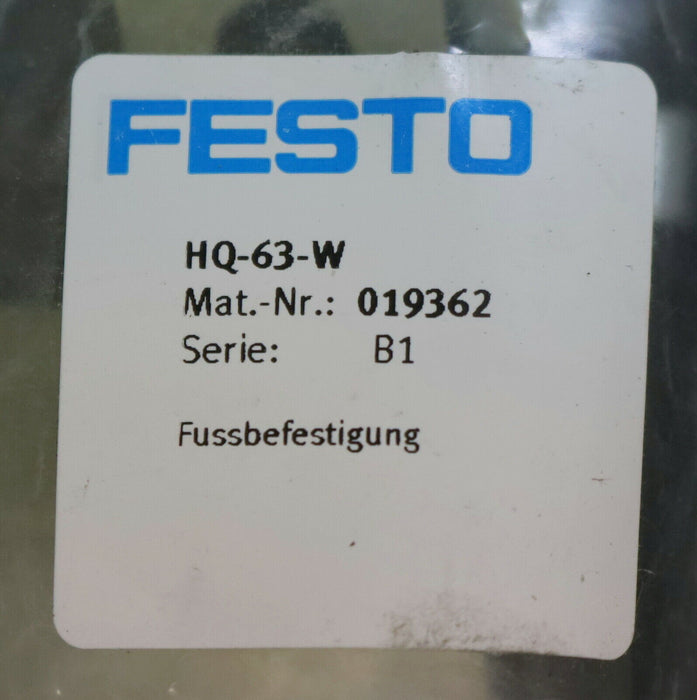 FESTO
HQ-63-W
Mat.-Nr.: 019362
Serie: B1
Fussbefestigung